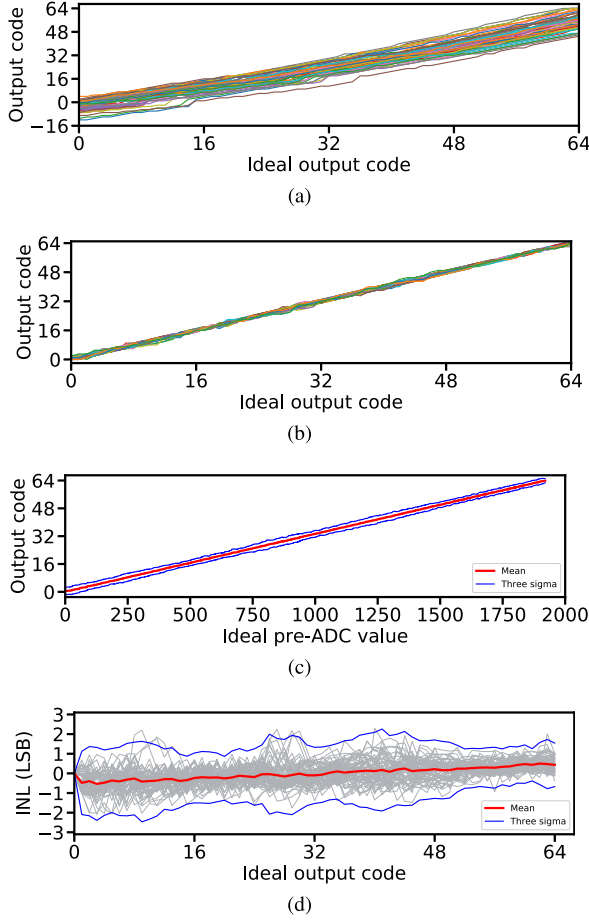 64
48
32
16
0
−16
Output code
0 16 32 48 64
Ideal output code
(a)
64
48
32
16
0
Output code
0 16 32 48 64
Ideal output code
(b)
64
48
32
16
0
Output code
Mean
Three sigma
0 250 500 750 1000 1250 1500 1750 2000
Ideal pre-ADC value
(c)
3
2
1
0
−1
−2
−3
INL (LSB)
Mean
Three sigma
0 16 32 48 64
Ideal output code
(d)